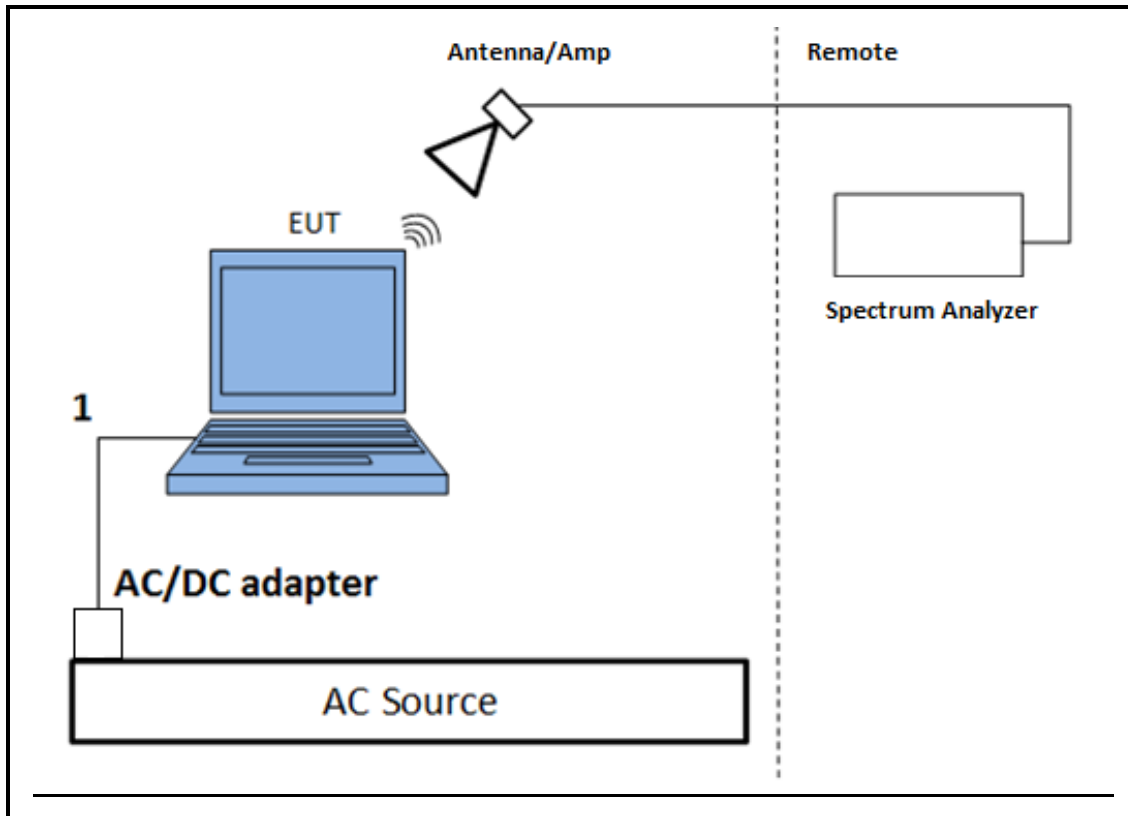 Antenna/Amp
Remote
EUT
Spectrum Analyzer
1
AC/DC adapter
AC Source